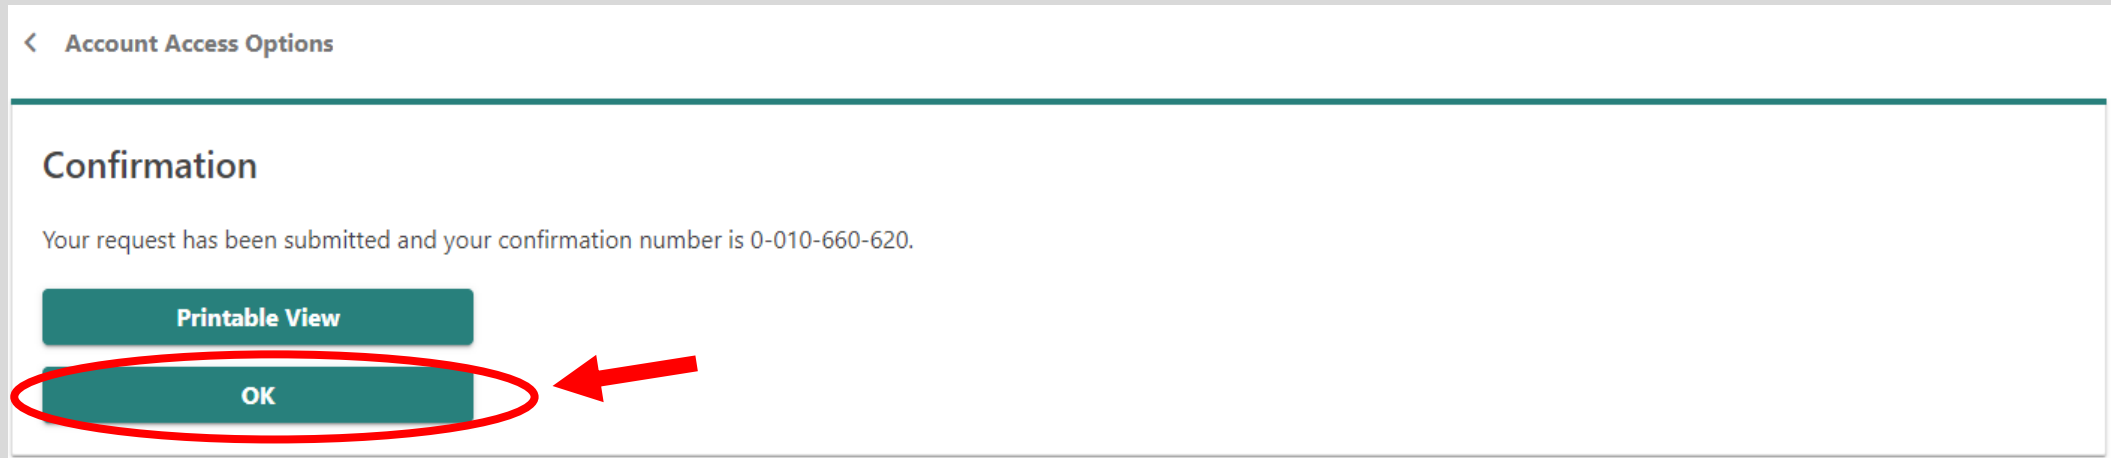 Account Access Options
Confirmation
Your request has been submitted and your confirmation number is 0-010-660-620.
Printable View
OK